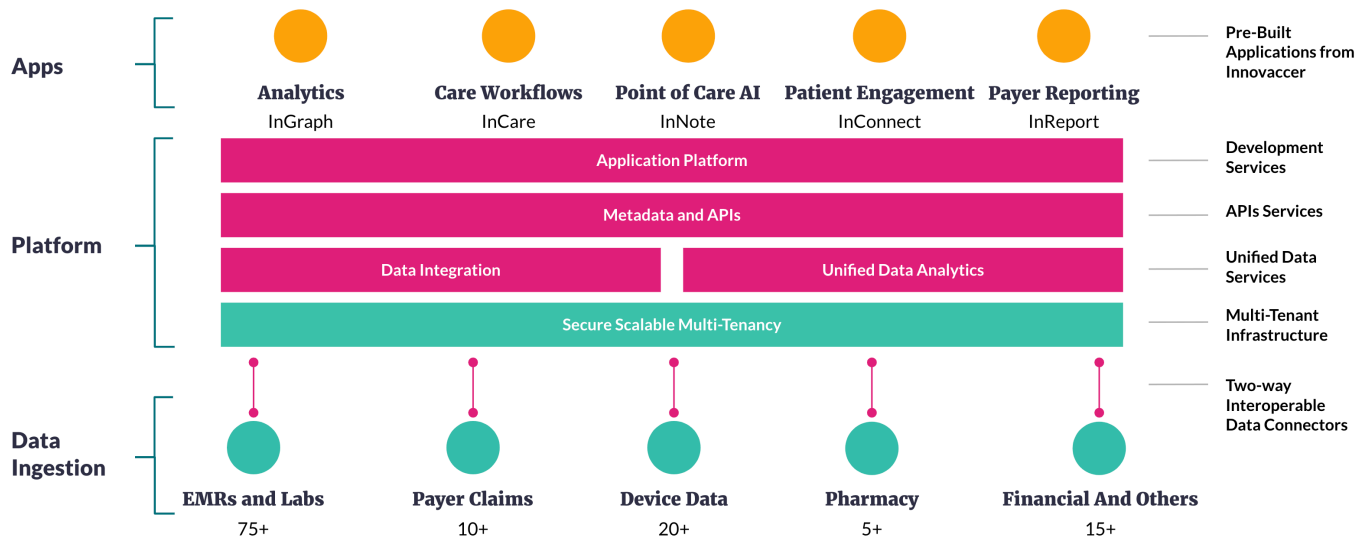 Apps
Analytics
InGraph
Care Workflows
InCare
Point of Care AI
InNote
Patient Engagement
InConnect
Payer Reporting
InReport
Pre-Built
Applications from
Innovaccer
Platform
Application Platform
Development
Services
Metadata and APIs
APIs Services
Data Integration
Unified Data Analytics
Unified Data
Services
Secure Scalable Multi-Tenancy
Multi-Tenant
Infrastructure
Two-way
Interoperable
Data Connectors
Data
Ingestion
EMRs and Labs
75+
Payer Claims
10+
Device Data
20+
Pharmacy
5+
Financial And Others
15+